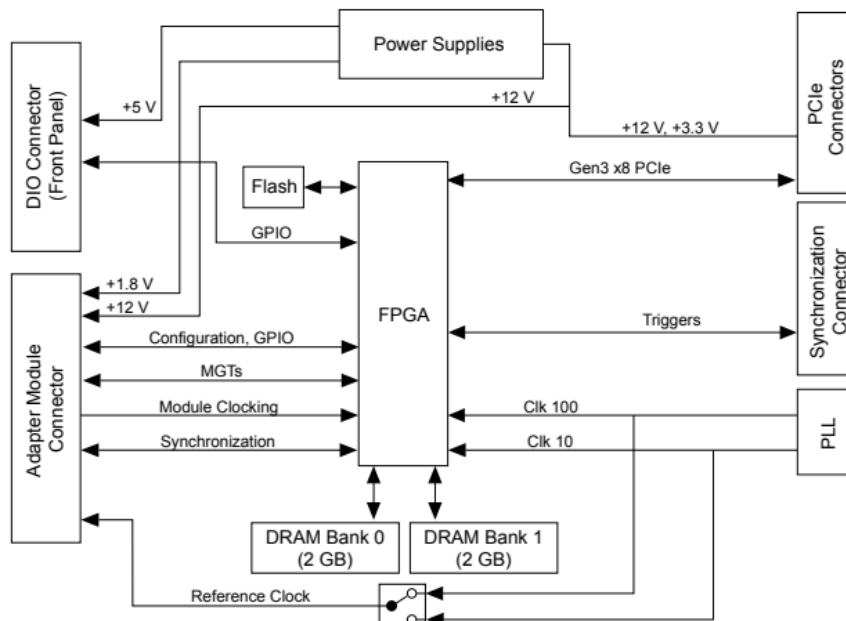 Power Supplies
DIO Connector
(Front Panel)
+5 V
+12 V
+12 V, +3.3 V
PCIe
Connectors
Flash
Gen3 x8 PCIe
GPIO
FPGA
Synchronization
Connector
Adapter Module
Connector
+1.8 V
+12 V
Configuration, GPIO
Triggers
MGTs
Module Clocking
Clk 100
PLL
Synchronization
Clk 10
DRAM Bank 0
(2 GB)
DRAM Bank 1
(2 GB)
Reference Clock